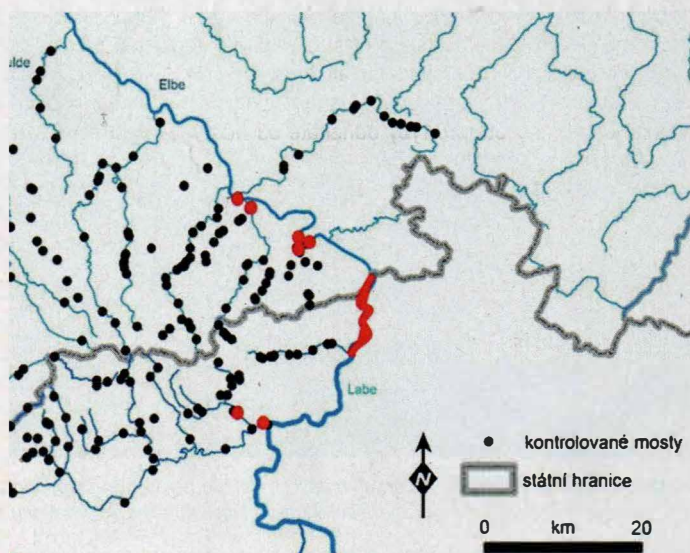 Elbe
Labe
N
kontrolované mosty
státní hranice
0 km 20